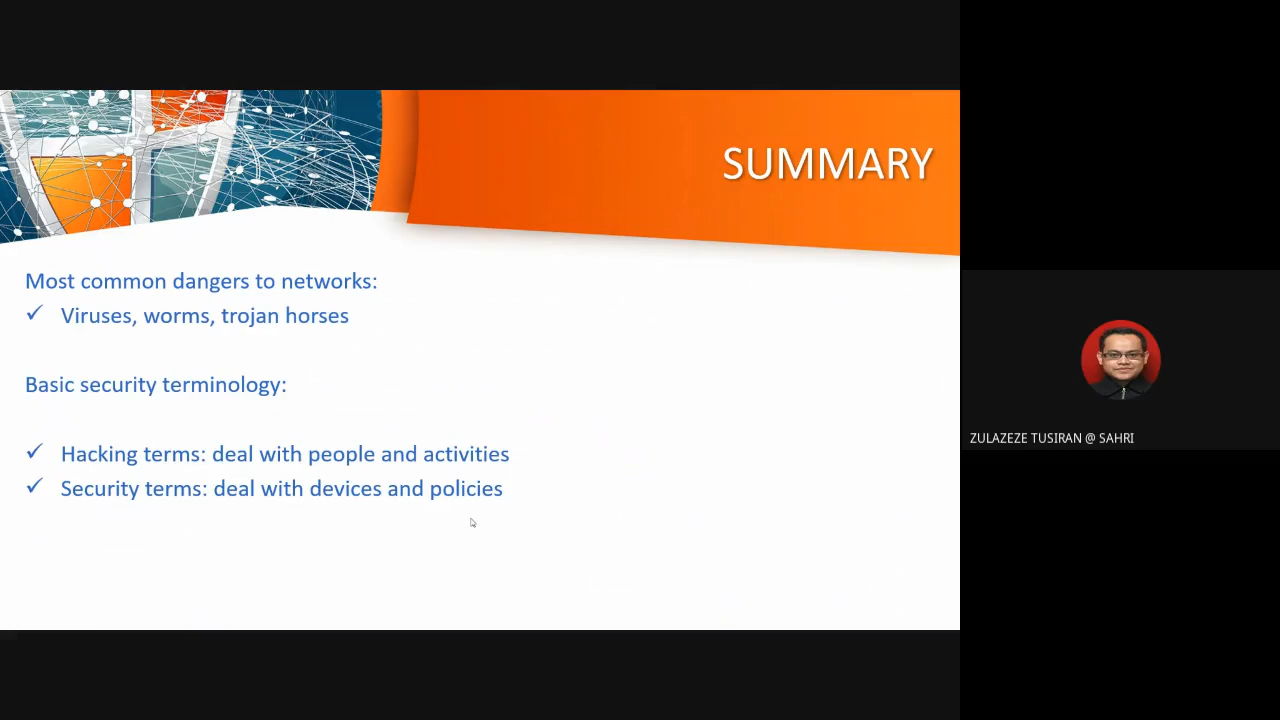 SUMMARY
Most common dangers to networks:
✓ Viruses, worms, trojan horses
Basic security terminology:
✓ Hacking terms: deal with people and activities
✓ Security terms: deal with devices and policies
ZULAZEZE TUSIRAN @ SAHRI